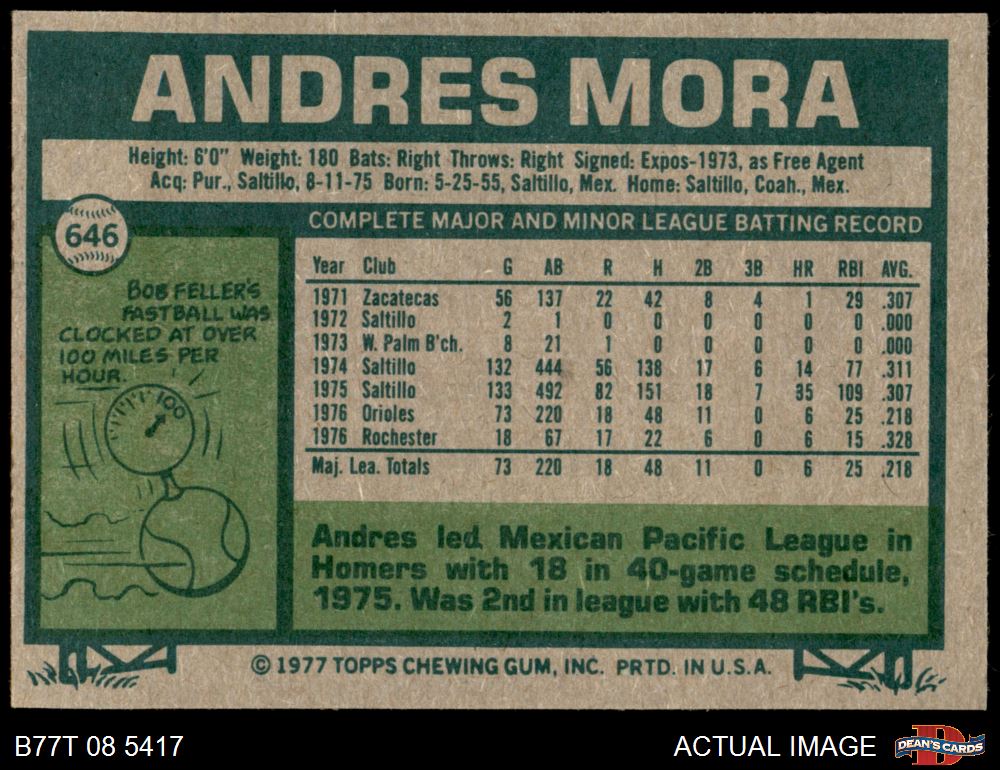 ANDRES MORA
Height: 6'0" Weight: 180 Bats: Right Throws: Right Signed: Expos-1973, as Free Agent
Acq: Pur., Saltillo, 8-11-75 Born: 5-25-55, Saltillo, Mex. Home: Saltillo, Coah., Mex.
646
COMPLETE MAJOR AND MINOR LEAGUE BATTING RECORD
BOB FELLER'S
FASTBALL WAS
CLOCKED AT OVER
100 MILES PER
HOUR.
100
Year Club G AB R H 2B 3B HR RBI AVG.
1971 Zacatecas 56 137 22 42 8 4 1 29 .307
1972 Saltillo 2 1 0 0 0 0 0 0 .000
1973 W. Palm B'ch. 8 21 1 0 0 0 0 0 .000
1974 Saltillo 132 444 56 138 17 6 14 77 .311
1975 Saltillo 133 492 82 151 18 7 35 109 .307
1976 Orioles 73 220 18 48 11 0 6 25 .218
1976 Rochester 18 67 17 22 6 0 6 15 .328
Maj. Lea. Totals 73 220 18 48 11 0 6 25 .218
Andres led Mexican Pacific League in
Homers with 18 in 40-game schedule,
1975. Was 2nd in league with 48 RBI's.
© 1977 TOPPS CHEWING GUM, INC. PRTD. IN U.S.A.
B77T 08 5417
ACTUAL IMAGE
D
DEAN'S CARDS